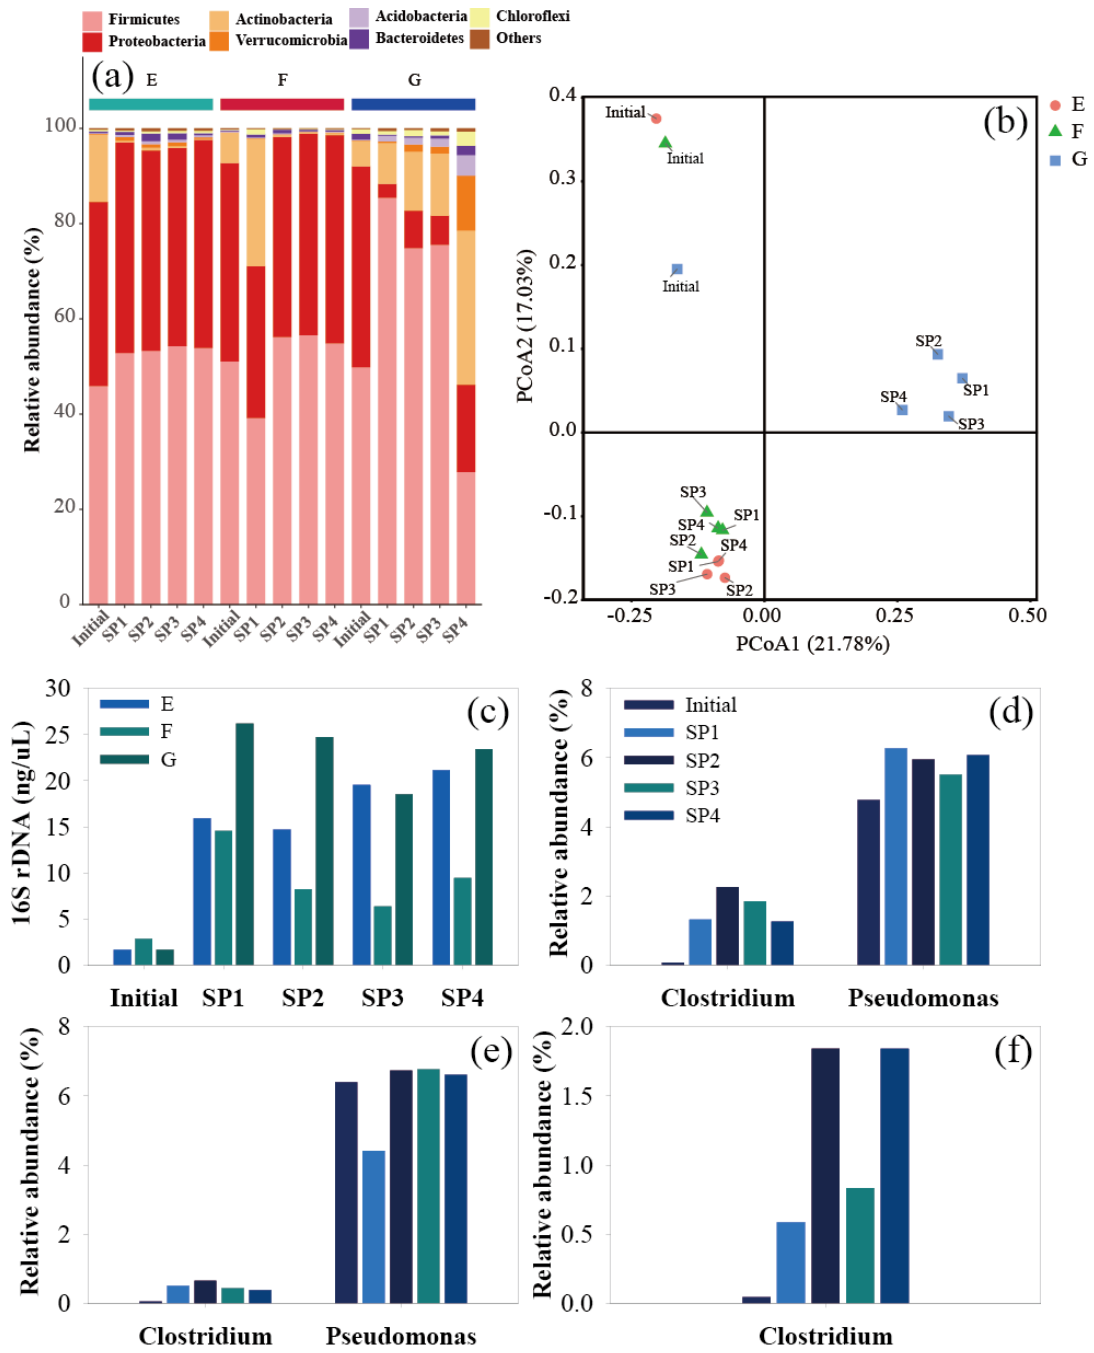 Firmicutes
Actinobacteria
Acidobacteria
Chloroflexi
Proteobacteria
Verrucomicrobia
Bacteroidetes
Others
(a)
E
F
G
100
80
60
40
20
0
Relative abundance (%)
Initial
SP1
SP2
SP3
SP4
Initial
SP1
SP2
SP3
SP4
Initial
SP1
SP2
SP3
SP4
(b)
E
F
G
0.4
0.3
0.2
0.1
0.0
-0.1
-0.2
PCoA2 (17.03%)
Initial
Initial
Initial
SP2
SP1
SP4
SP3
SP3
SP4
SP1
SP2
SP4
SP1
SP3
SP2
-0.25
0.00
0.25
0.50
PCoA1 (21.78%)
(c)
E
F
G
30
25
20
15
10
5
0
16S rDNA (ng/uL)
Initial
SP1
SP2
SP3
SP4
(d)
Initial
SP1
SP2
SP3
SP4
8
6
4
2
0
Relative abundance (%)
Clostridium
Pseudomonas
(e)
8
6
4
2
0
Relative abundance (%)
Clostridium
Pseudomonas
(f)
2.0
1.5
1.0
0.5
0.0
Relative abundance (%)
Clostridium